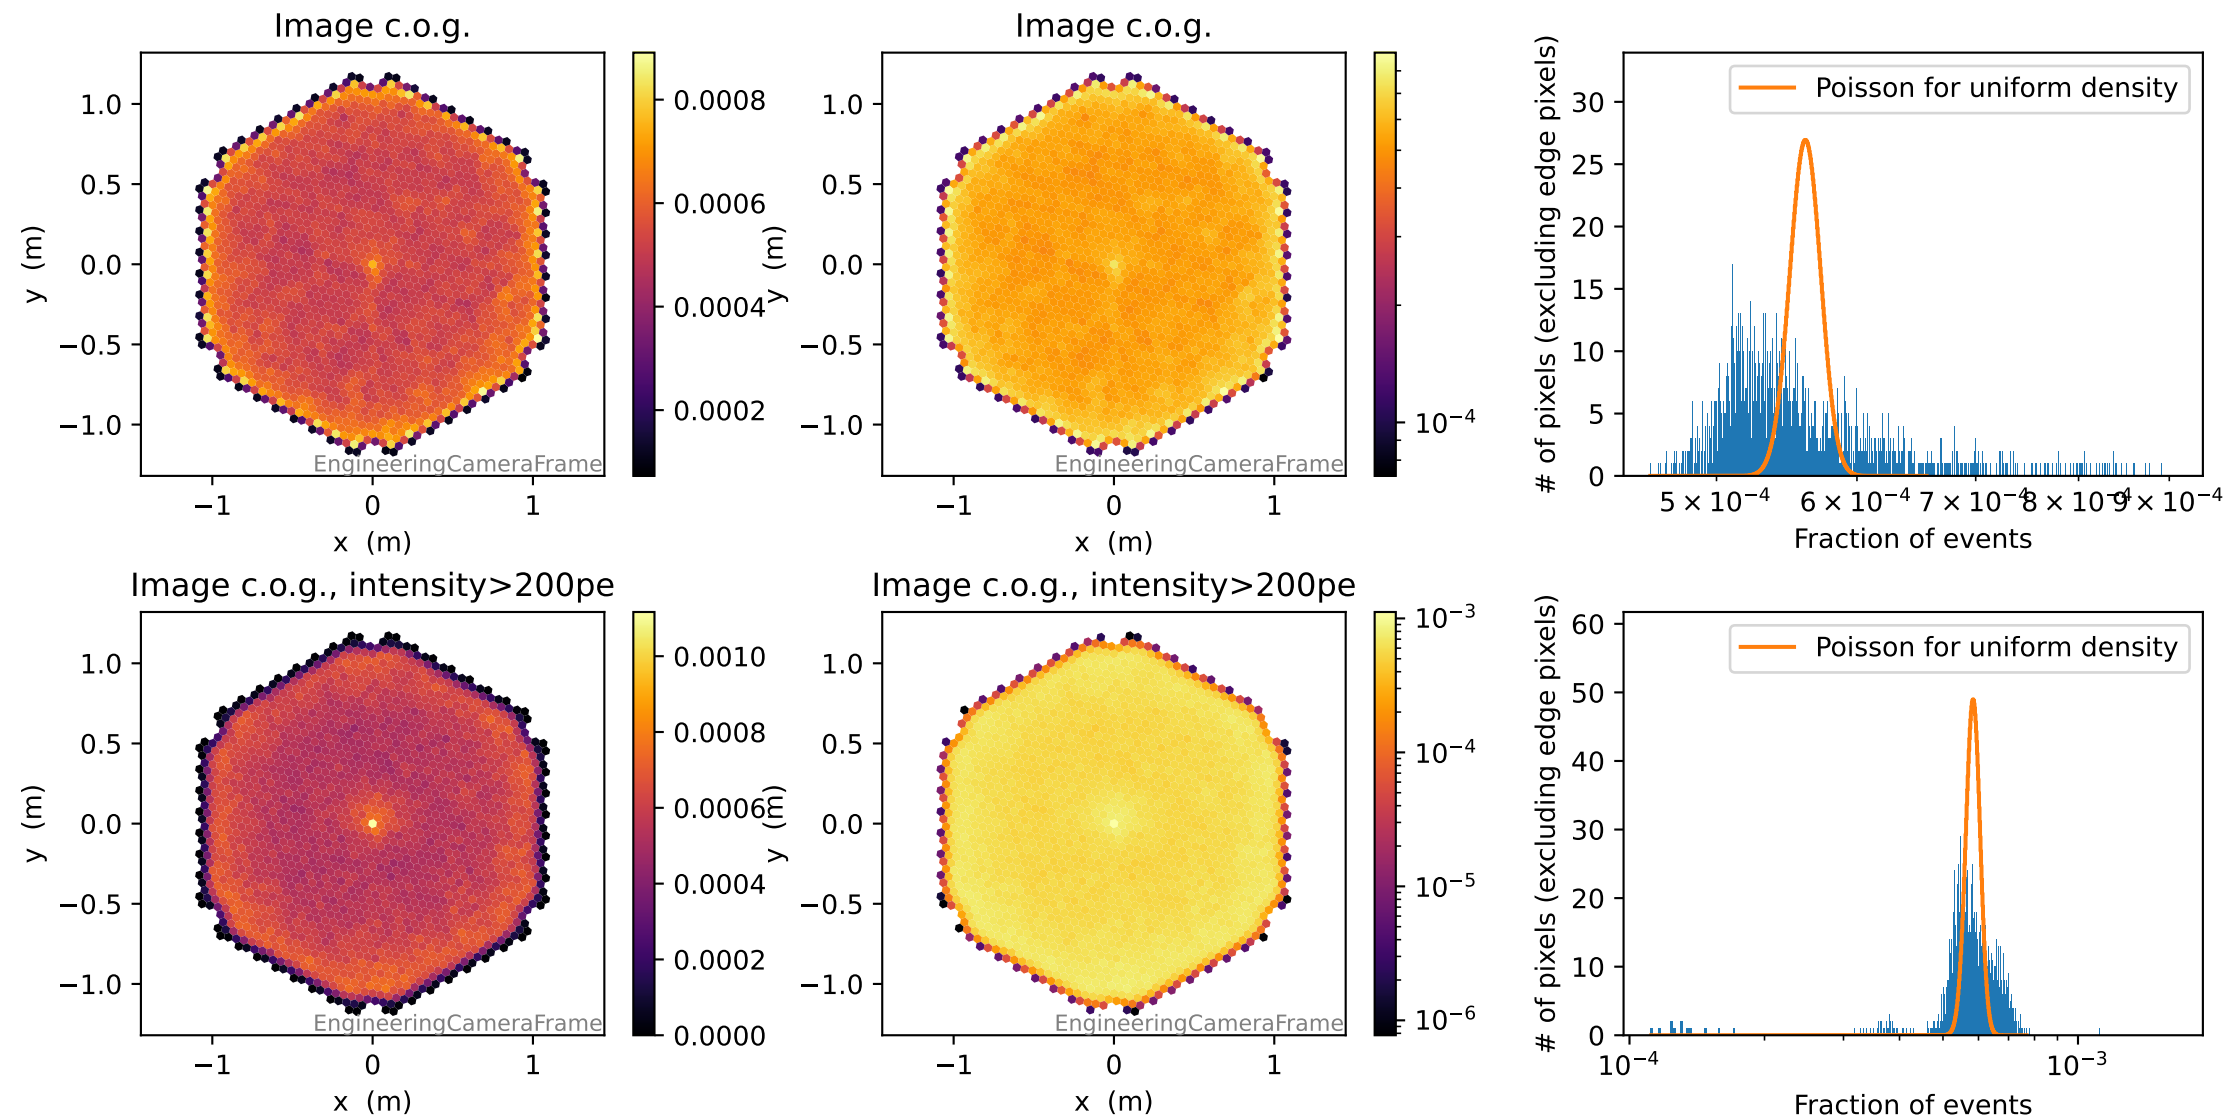 Image c.o.g.
1.0
0.5
0.0
−0.5
−1.0
y (m)
−1
0
1
x (m)
EngineeringCameraFrame
0.0008
0.0006
0.0004
0.0002
Image c.o.g.
1.0
0.5
0.0
−0.5
−1.0
y (m)
−1
0
1
x (m)
EngineeringCameraFrame
10⁻⁴
Poisson for uniform density
30
25
20
15
10
5
0
# of pixels (excluding edge pixels)
5 × 10⁻⁴
6 × 10⁻⁴
7 × 10⁻⁴
8 × 10⁻⁴
9 × 10⁻⁴
Fraction of events
Image c.o.g., intensity>200pe
1.0
0.5
0.0
−0.5
−1.0
y (m)
−1
0
1
x (m)
EngineeringCameraFrame
0.0010
0.0008
0.0006
0.0004
0.0002
0.0000
Image c.o.g., intensity>200pe
1.0
0.5
0.0
−0.5
−1.0
y (m)
−1
0
1
x (m)
EngineeringCameraFrame
10⁻³
10⁻⁴
10⁻⁵
10⁻⁶
Poisson for uniform density
60
50
40
30
20
10
0
# of pixels (excluding edge pixels)
10⁻⁴
10⁻³
Fraction of events